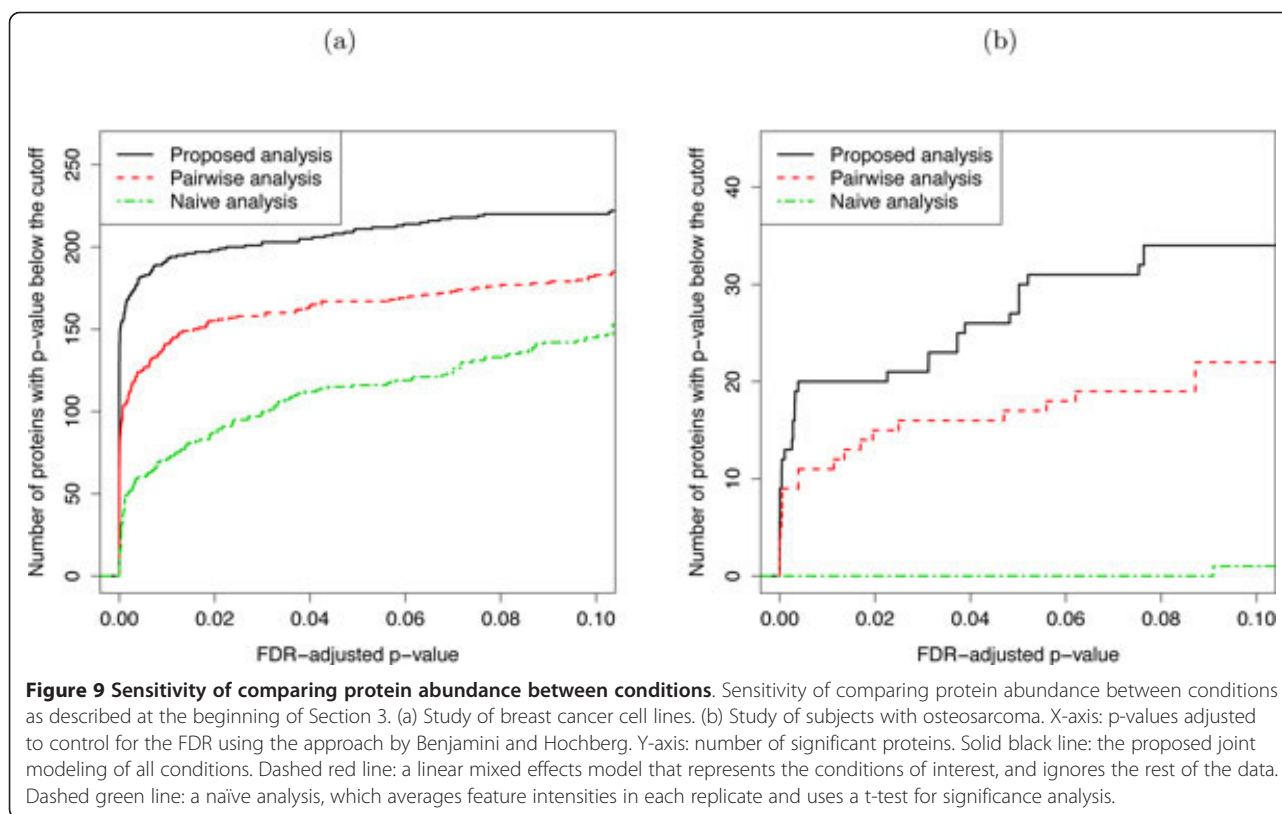 (a)
(b)
Number of proteins with p-value below the cutoff
0 50 100 150 200 250
Proposed analysis
Pairwise analysis
Naive analysis
0.00 0.02 0.04 0.06 0.08 0.10
FDR-adjusted p-value
Number of proteins with p-value below the cutoff
0 10 20 30 40
Proposed analysis
Pairwise analysis
Naive analysis
0.00 0.02 0.04 0.06 0.08 0.10
FDR-adjusted p-value
Figure 9 Sensitivity of comparing protein abundance between conditions. Sensitivity of comparing protein abundance between conditions
as described at the beginning of Section 3. (a) Study of breast cancer cell lines. (b) Study of subjects with osteosarcoma. X-axis: p-values adjusted
to control for the FDR using the approach by Benjamini and Hochberg. Y-axis: number of significant proteins. Solid black line: the proposed joint
modeling of all conditions. Dashed red line: a linear mixed effects model that represents the conditions of interest, and ignores the rest of the data.
Dashed green line: a naïve analysis, which averages feature intensities in each replicate and uses a t-test for significance analysis.